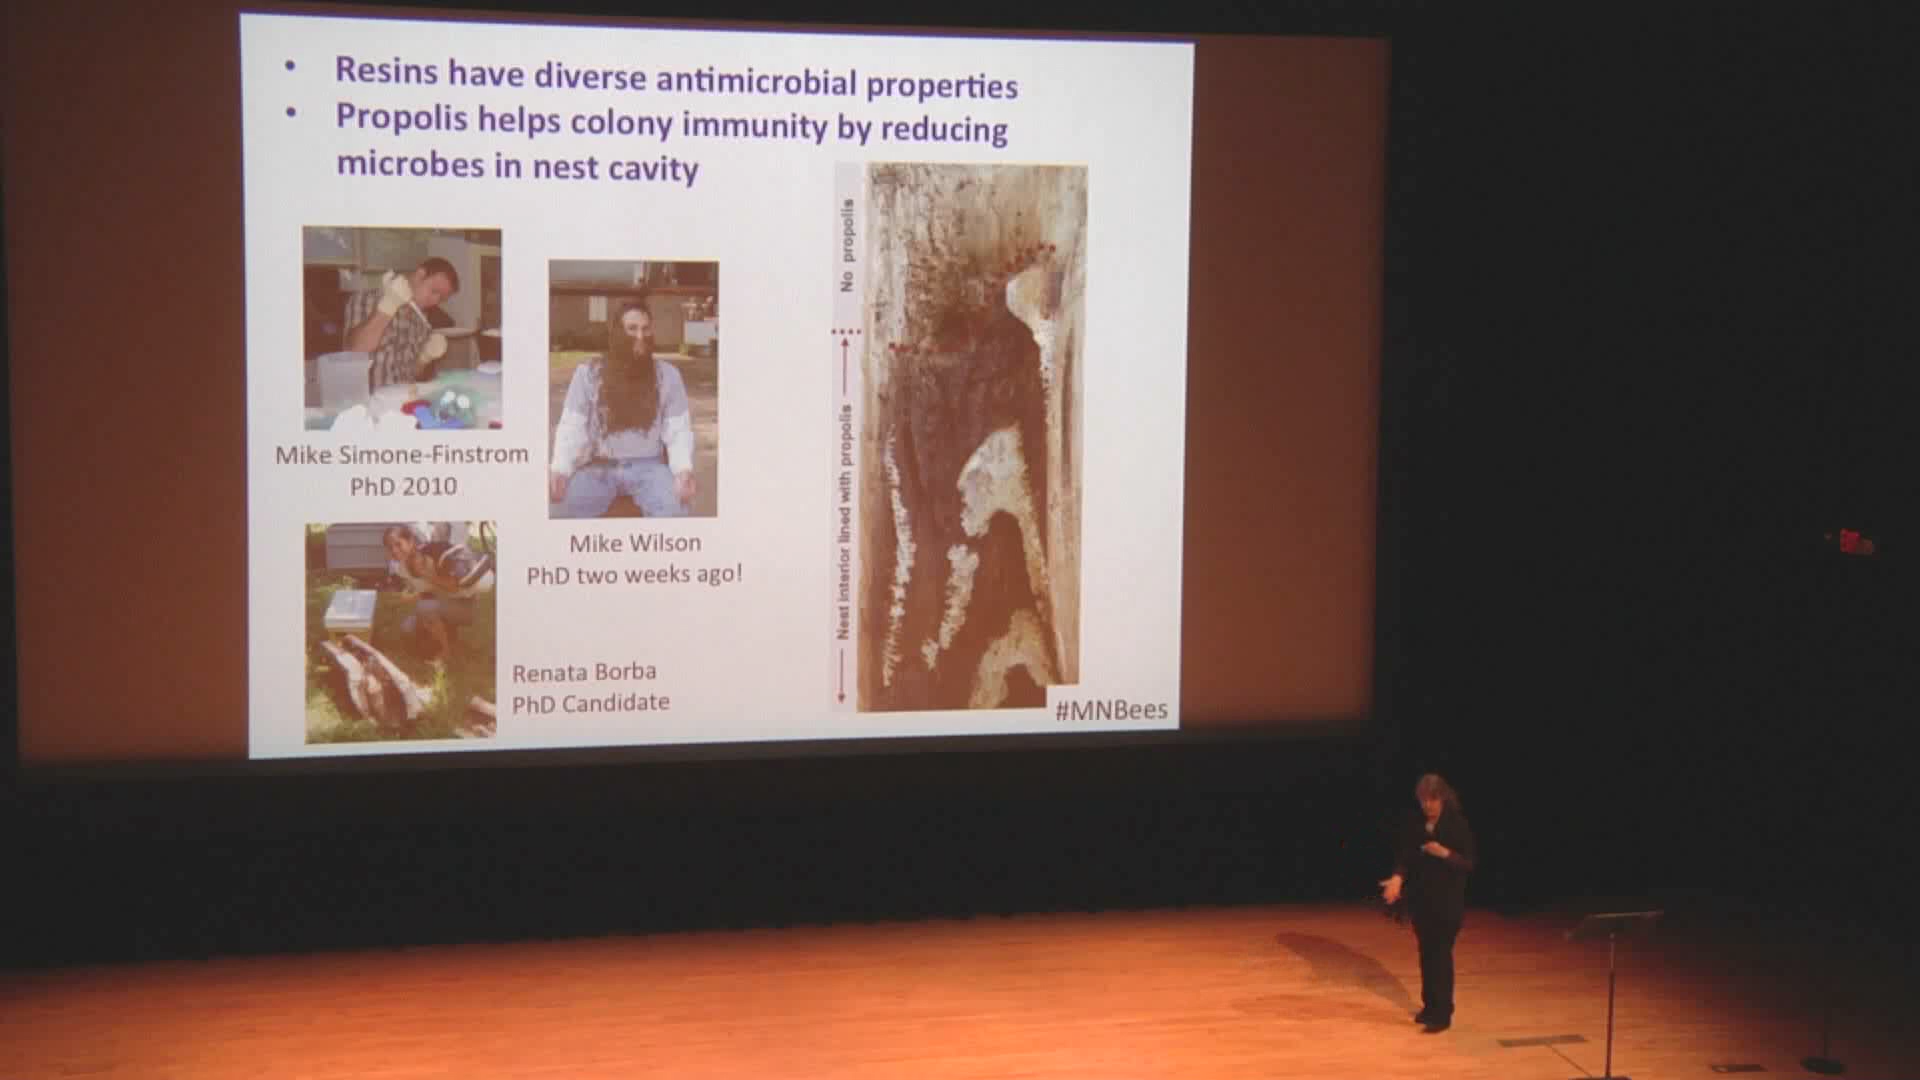 • Resins have diverse antimicrobial properties
• Propolis helps colony immunity by reducing
microbes in nest cavity
Mike Simone-Finstrom
PhD 2010
Mike Wilson
PhD two weeks ago!
Renata Borba
PhD Candidate
No propolis
Nest interior lined with propolis
#MNBees